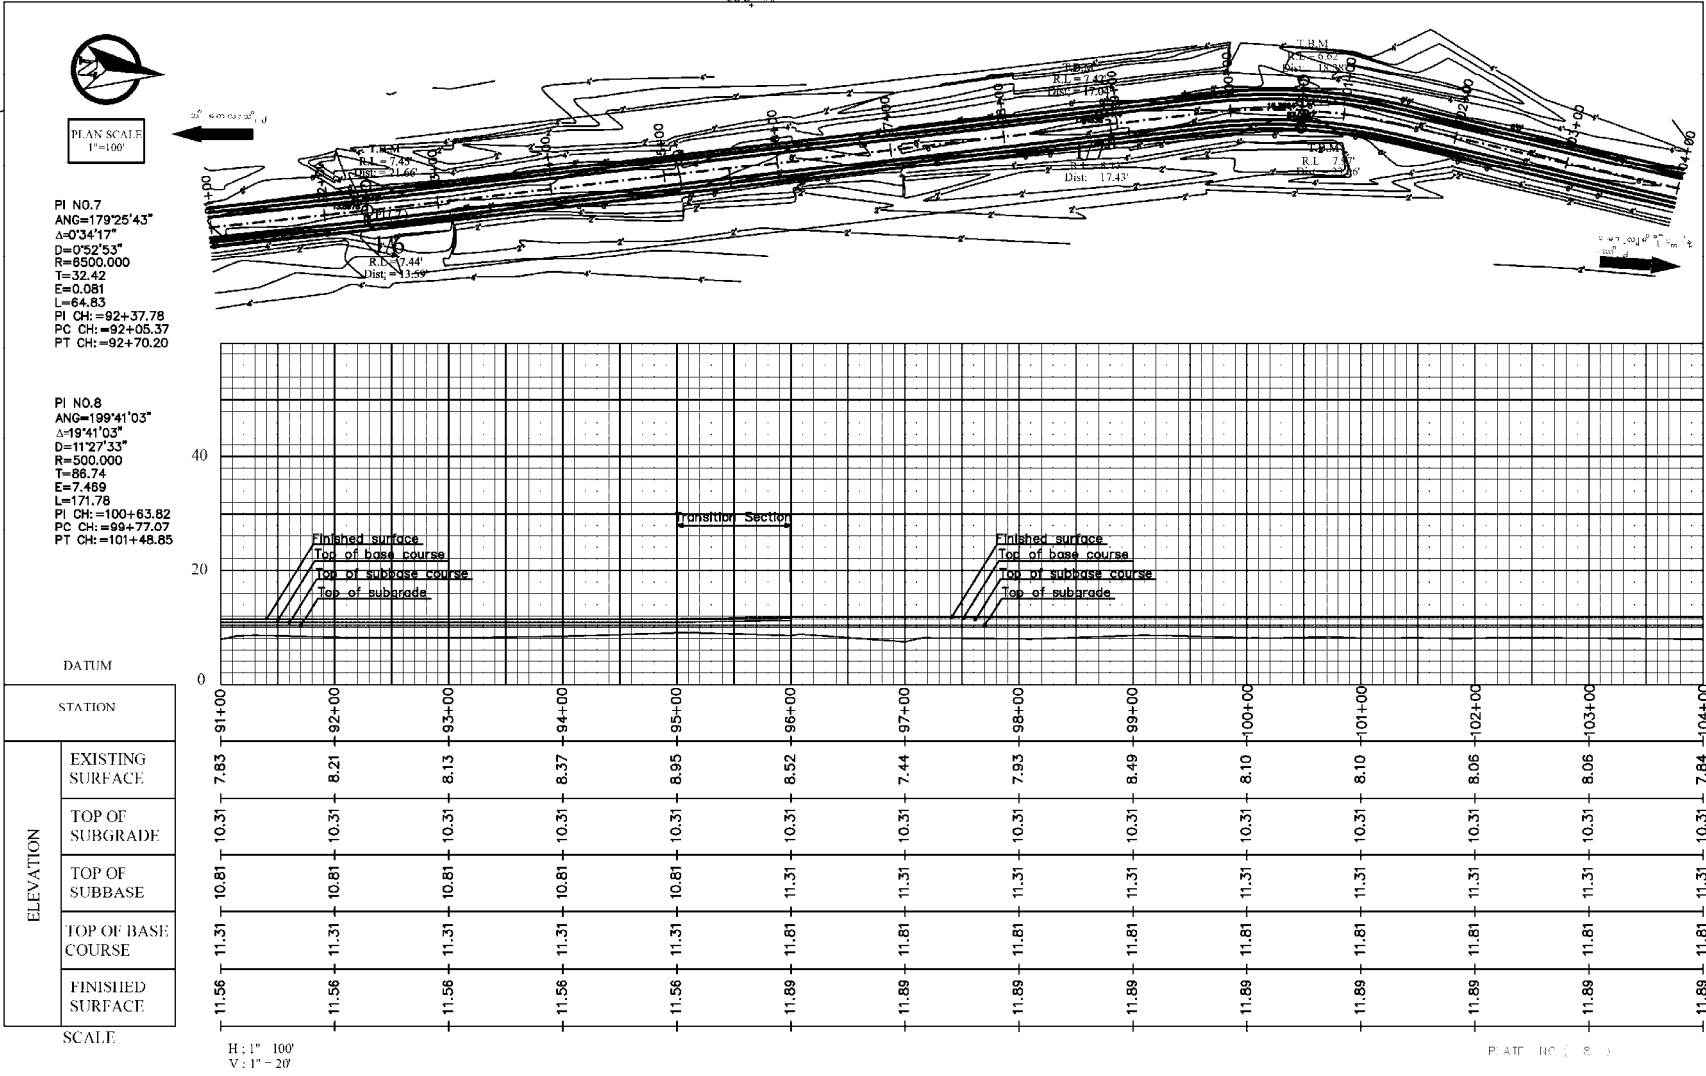 PLAN SCALE
1"=100'
T.B.M
R.L = 7.45'
Dist: = 21.66'
R.L = 7.44'
Dist: = 13.59'
T.B.M
R.L = 7.42'
Dist: = 17.04'
Dist: 17.43'
T.B.M
R.L = 6.62'
T.B.M
R.L 7.97'
PI NO.7
ANG=179°25'43"
Δ=0°34'17"
D=0°52'53"
R=6500.000
T=32.42
E=0.081
L=64.83
PI CH:=92+37.78
PC CH:=92+05.37
PT CH:=92+70.20
PI NO.8
ANG=199°41'03"
Δ=19°41'03"
D=11°27'33"
R=500.000
T=86.74
E=7.469
L=171.78
PI CH:=100+63.82
PC CH:=99+77.07
PT CH:=101+48.85
40
20
0
Transition Section
Finished surface
Top of base course
Top of subbase course
Top of subgrade
Finished surface
Top of base course
Top of subbase course
Top of subgrade
DATUM
STATION 91+00 92+00 93+00 94+00 95+00 96+00 97+00 98+00 99+00 100+00 101+00 102+00 103+00 104+00
ELEVATION
EXISTING
SURFACE
7.83 8.21 8.13 8.37 8.95 8.52 7.44 7.93 8.49 8.10 8.10 8.06 8.06 7.84
TOP OF
SUBGRADE
10.31 10.31 10.31 10.31 10.31 10.31 10.31 10.31 10.31 10.31 10.31 10.31 10.31 10.31
TOP OF
SUBBASE
10.81 10.81 10.81 10.81 10.81 11.31 11.31 11.31 11.31 11.31 11.31 11.31 11.31 11.31
TOP OF BASE
COURSE
11.31 11.31 11.31 11.31 11.31 11.81 11.81 11.81 11.81 11.81 11.81 11.81 11.81 11.81
FINISHED
SURFACE
11.56 11.56 11.56 11.56 11.56 11.89 11.89 11.89 11.89 11.89 11.89 11.89 11.89 11.89
SCALE
H : 1" 100'
V : 1" = 20'
PLATE NO ( 8 )